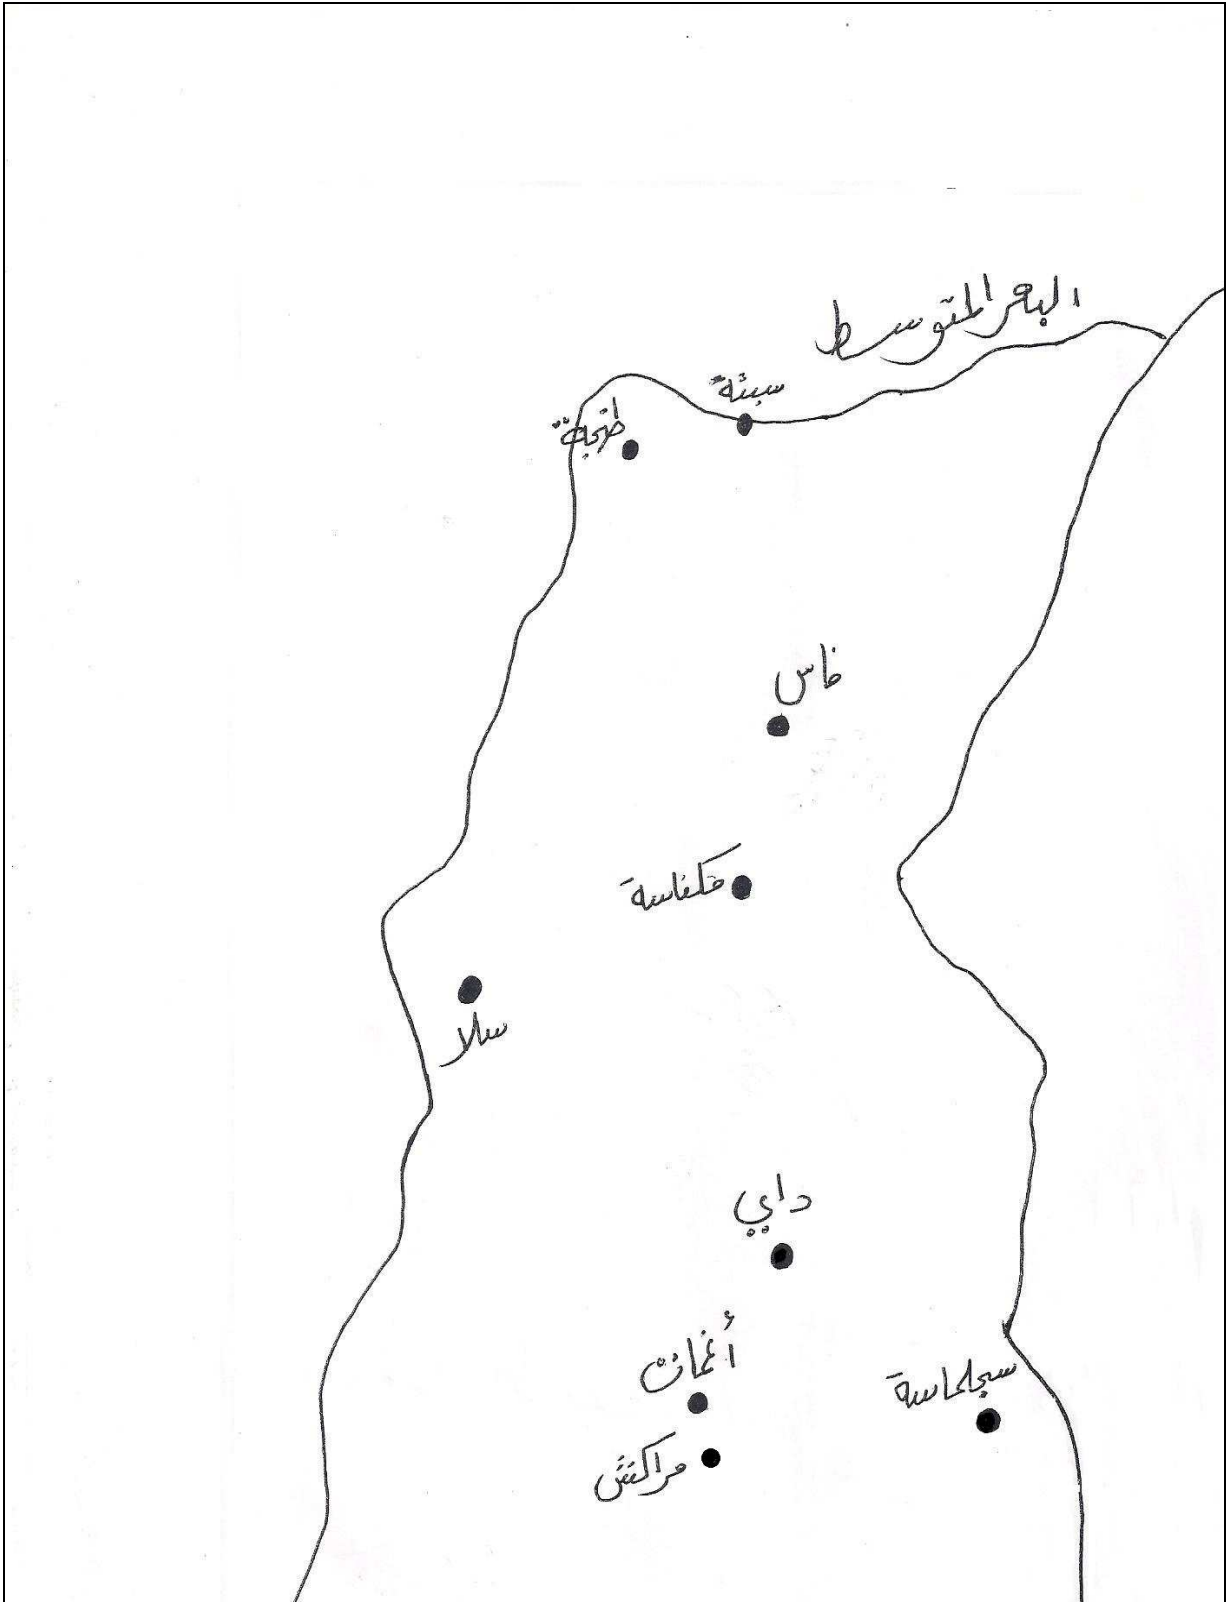 البحر المتوسط
سبتة
طنجة
فاس
مكناسة
سلا
داي
أغمات
سجلماسة
مراكش